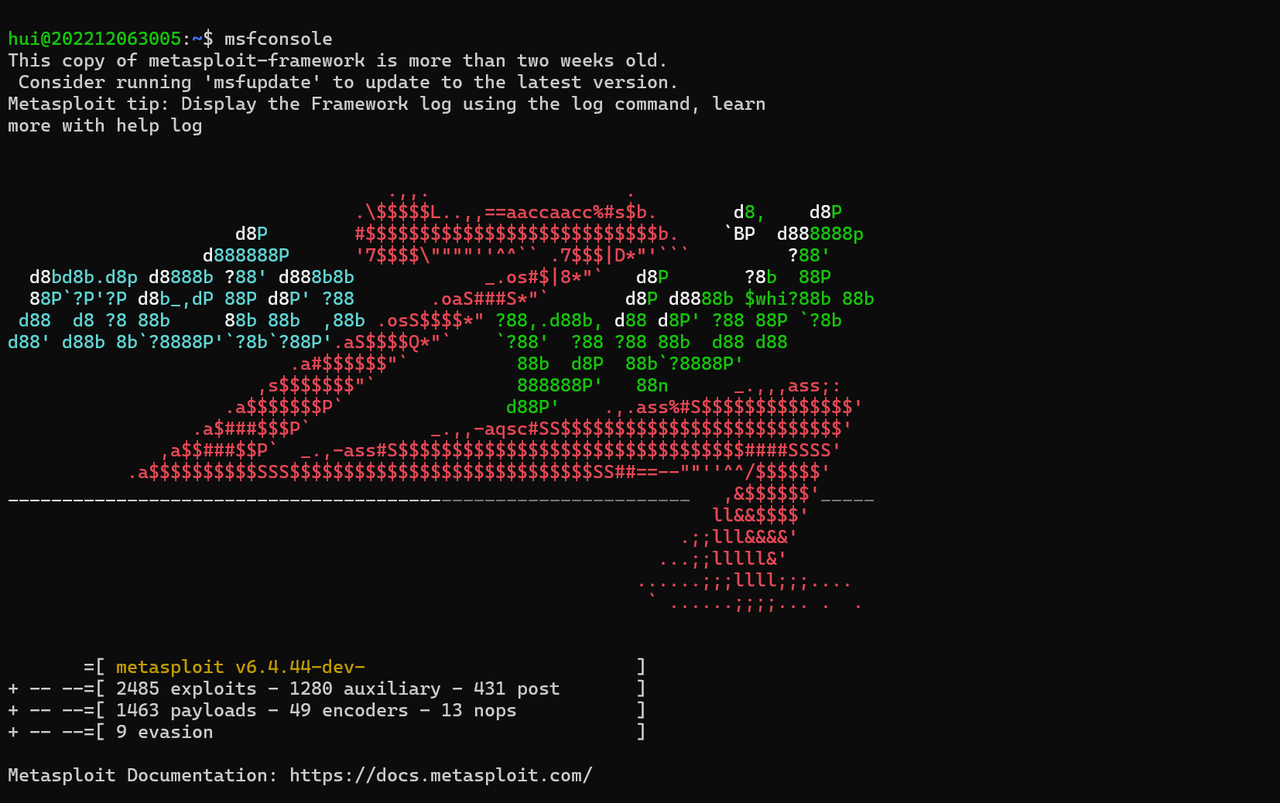 hui@202212063005:~$ msfconsole
This copy of metasploit-framework is more than two weeks old.
 Consider running 'msfupdate' to update to the latest version.
Metasploit tip: Display the Framework log using the log command, learn
more with help log
                                   .,,.                  .
                                .\$$$$$L..,,==aaccaacc%#s$b.       d8,    d8P
                     d8P        #$$$$$$$$$$$$$$$$$$$$$$$$$$$b.    `BP  d888888p
                  d888888P      '7$$$$\""""''^^`` .7$$$|D*"'```         ?88'
  d8bd8b.d8p d8888b ?88' d888b8b            _.os#$|8*"`   d8P       ?8b  88P
  88P`?P'?P d8b_,dP 88P d8P' ?88       .oaS###S*"`       d8P d8888b $whi?88b 88b
 d88  d8 ?8 88b     88b 88b  ,88b .osS$$$$*" ?88,.d88b, d88 d8P' ?88 88P `?8b
d88' d88b 8b`?8888P'`?8b`?88P'.aS$$$$Q*"`    `?88'  ?88 ?88 88b  d88 d88
                          .a#$$$$$$"`          88b  d8P  88b`?8888P'
                       ,s$$$$$$$"`             888888P'   88n      _.,,,ass;:
                    .a$$$$$$$P`               d88P'    .,.ass%#S$$$$$$$$$$$$$$'
                 .a$###$$$P`           _.,,-aqsc#SS$$$$$$$$$$$$$$$$$$$$$$$$$$'
              ,a$$###$$P`  _.,-ass#S$$$$$$$$$$$$$$$$$$$$$$$$$$$$$$$$####SSSS'
           .a$$$$$$$$$$SSS$$$$$$$$$$$$$$$$$$$$$$$$$$$$SS##==--""''^^/$$$$$$'
_______________________________________________________________   ,&$$$$$$'_____
                                                                 ll&&$$$$'
                                                              .;;lll&&&&'
                                                            ...;;lllll&'
                                                          ......;;;llll;;;....
                                                           ` ......;;;;... .  .
       =[ metasploit v6.4.44-dev-                         ]
+ -- --=[ 2485 exploits - 1280 auxiliary - 431 post       ]
+ -- --=[ 1463 payloads - 49 encoders - 13 nops           ]
+ -- --=[ 9 evasion                                       ]
Metasploit Documentation: https://docs.metasploit.com/